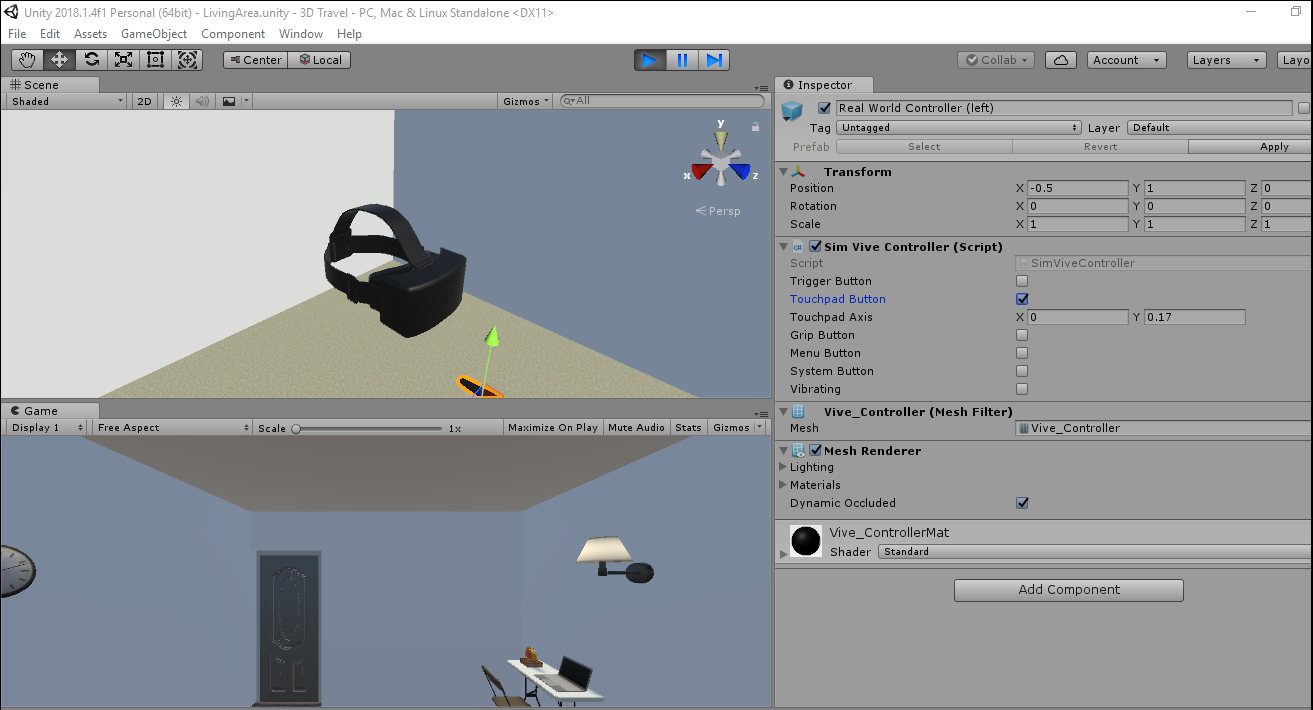 Unity 2018.1.4f1 Personal (64bit) - LivingArea.unity - 3D Travel - PC, Mac & Linux Standalone <DX11>
File Edit Assets GameObject Component Window Help
Center Local Collab Account Layers Layo
Scene
Shaded 2D Gizmos All
y
x z
Persp
Game
Display 1 Free Aspect Scale 1x Maximize On Play Mute Audio Stats Gizmos
Inspector
Real World Controller (left)
Tag Untagged Layer Default
Prefab Select Revert Apply
Transform
Position X -0.5 Y 1 Z 0
Rotation X 0 Y 0 Z 0
Scale X 1 Y 1 Z 1
Sim Vive Controller (Script)
Script SimViveController
Trigger Button
Touchpad Button
Touchpad Axis X 0 Y 0.17
Grip Button
Menu Button
System Button
Vibrating
Vive_Controller (Mesh Filter)
Mesh Vive_Controller
Mesh Renderer
Lighting
Materials
Dynamic Occluded
Vive_ControllerMat
Shader Standard
Add Component